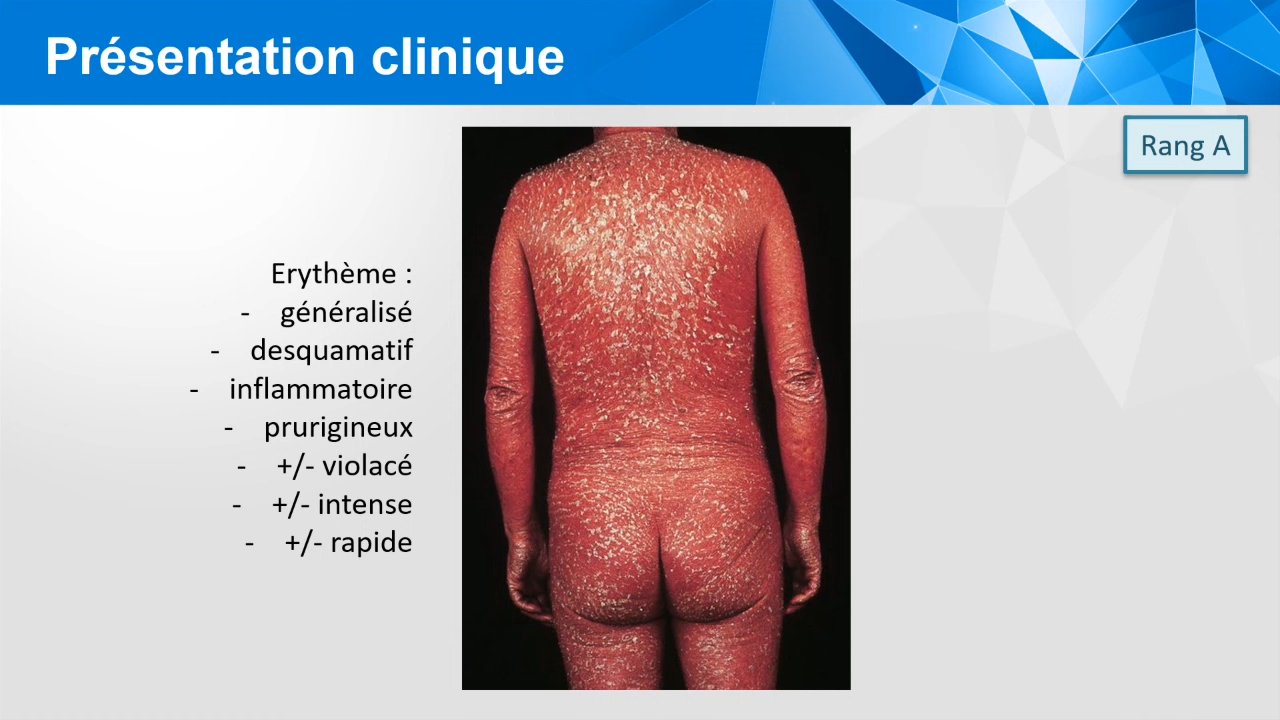 Présentation clinique
Rang A
Erythème :
- généralisé
- desquamatif
- inflammatoire
- prurigineux
- +/- violacé
- +/- intense
- +/- rapide